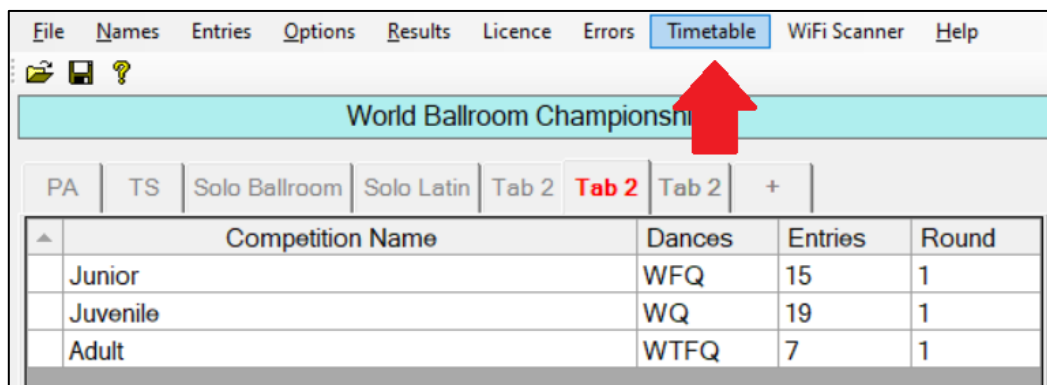 File Names Entries Options Results Licence Errors Timetable WiFi Scanner Help
World Ballroom
PA TS Solo Ballroom Solo Latin Tab 2 Tab 2 Tab 2 +
Competition Name Dances Entries Round
Junior WFQ 15 1
Juvenile WQ 19 1
Adult WTFQ 7 1